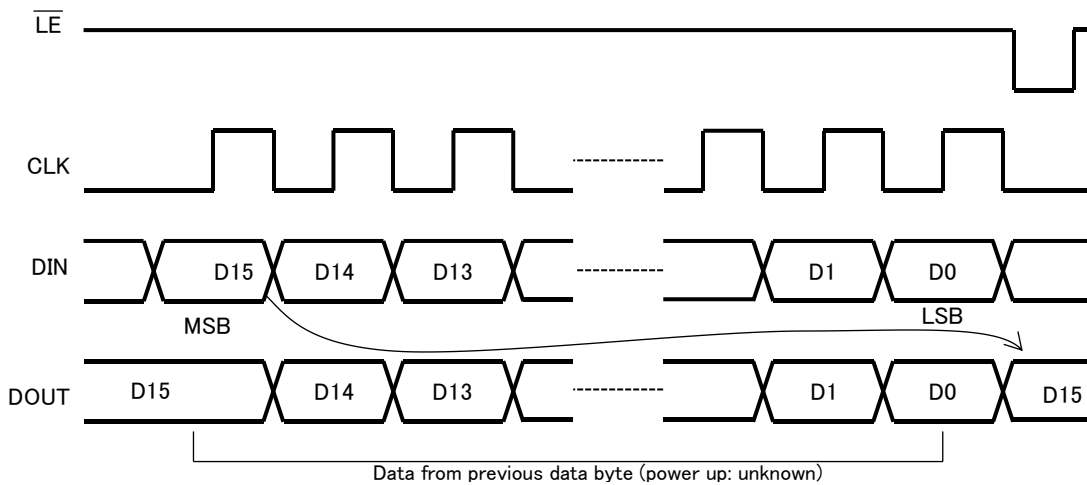 LE
CLK
DIN D15 D14 D13 D1 D0
MSB LSB
DOUT D15 D14 D13 D1 D0 D15
Data from previous data byte (power up: unknown)